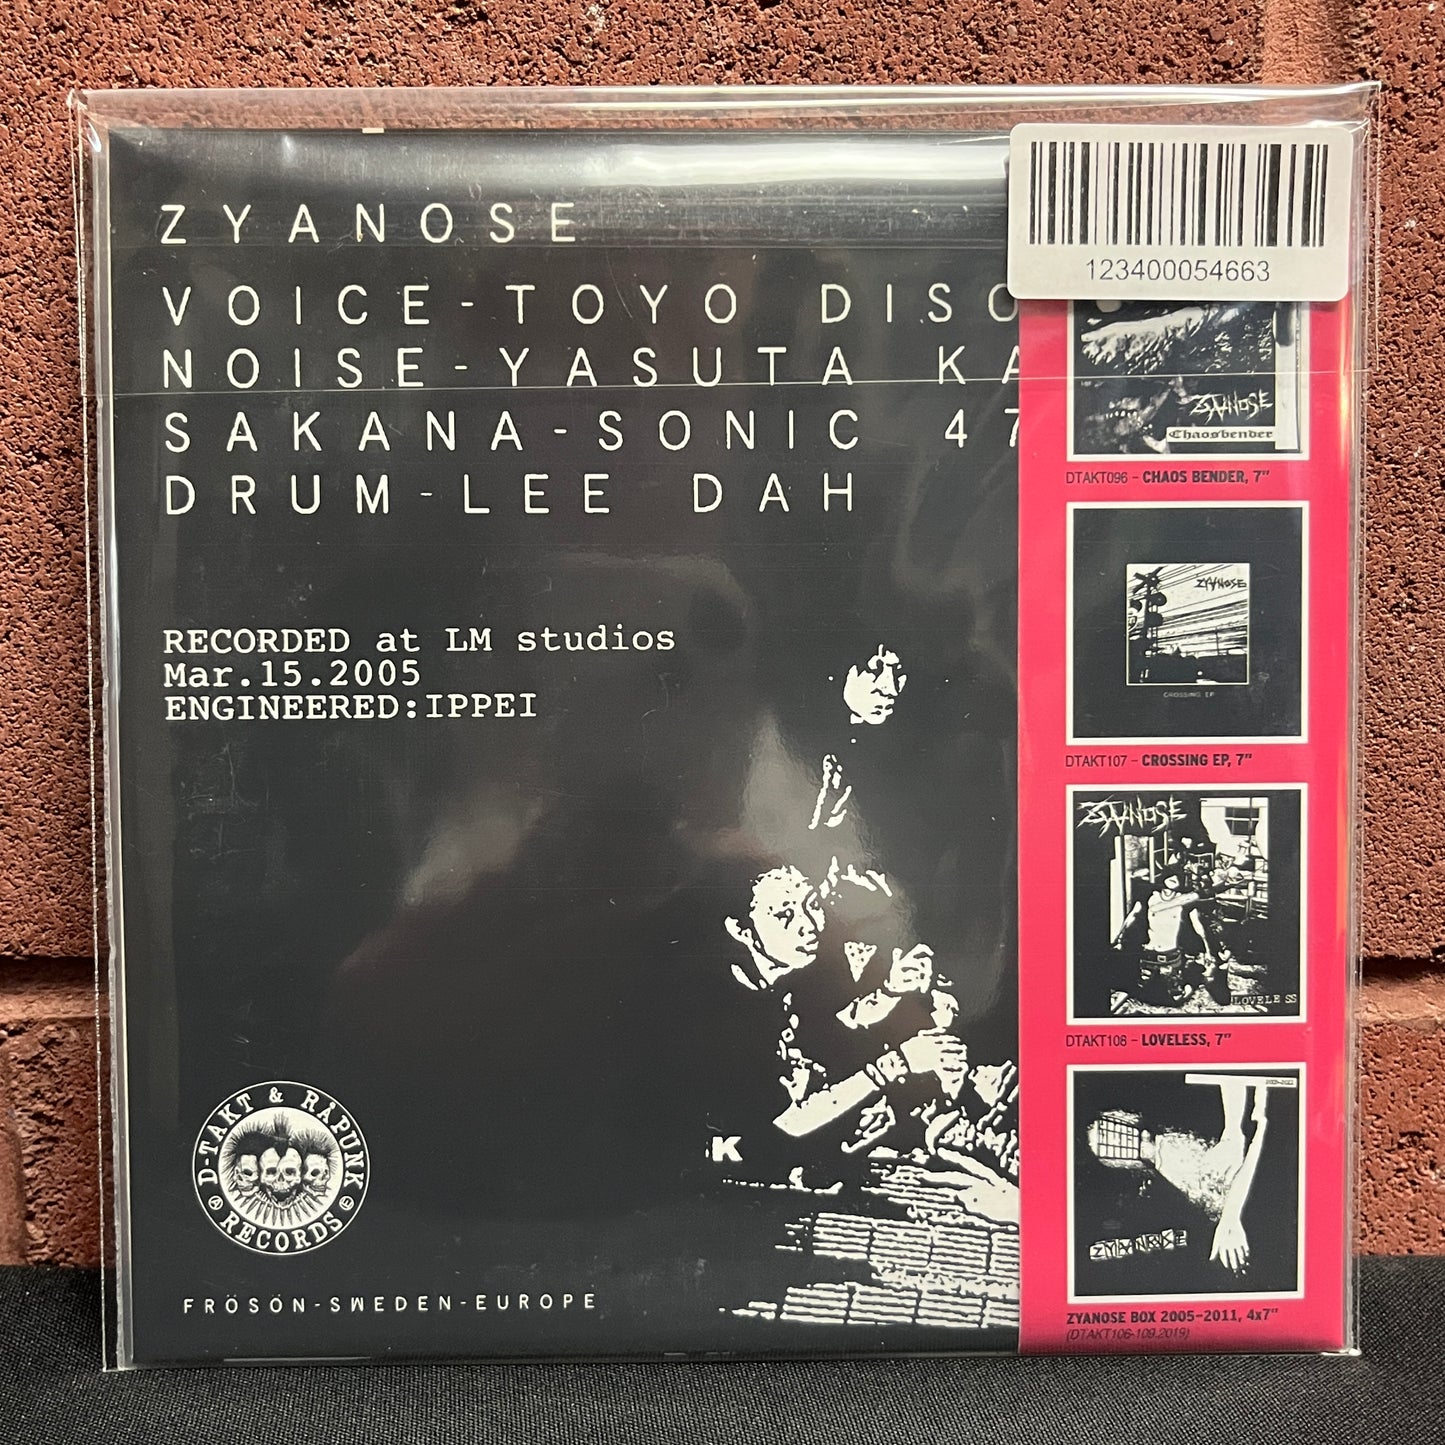 ZYANOSE
VOICE-TOYO DISO
NOISE-YASUTA KA
SAKANA-SONIC 47
DRUM-LEE DAH
RECORDED at LM studios
Mar.15.2005
ENGINEERED:IPPEI
K
D-TAKT & RÅPUNK
RECORDS
FRÖSÖN-SWEDEN-EUROPE
123400054663
ZYANOSE
Chaosbender
DTAKT096 – CHAOS BENDER, 7"
ZYANOSE
CROSSING EP
DTAKT107 – CROSSING EP, 7"
ZYANOSE
LOVELESS
DTAKT108 – LOVELESS, 7"
ZYANOSE
ZYANOSE BOX 2005–2011, 4x7"
(DTAKT106-109.2019)